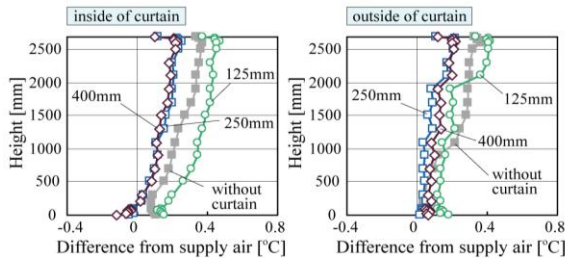 inside of curtain
Height [mm]
2500
2000
1500
1000
500
0
-0.4
0
0.4
0.8
400mm
125mm
250mm
without
curtain
Difference from supply air [°C]
outside of curtain
Height [mm]
2500
2000
1500
1000
500
0
-0.4
0
0.4
0.8
250mm
125mm
400mm
without
curtain
Difference from supply air [°C]